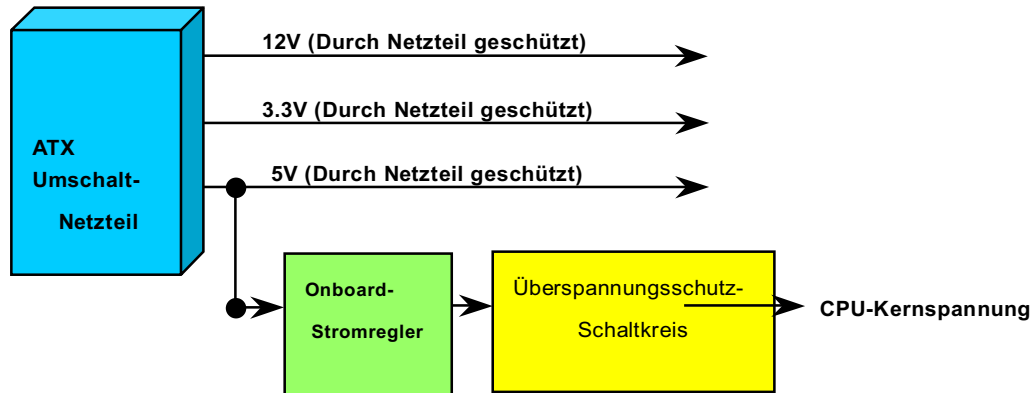 12V (Durch Netzteil geschützt)
3.3V (Durch Netzteil geschützt)
ATX
Umschalt-
Netzteil
5V (Durch Netzteil geschützt)
Onboard-
Stromregler
Überspannungsschutz-
Schaltkreis
CPU-Kernspannung